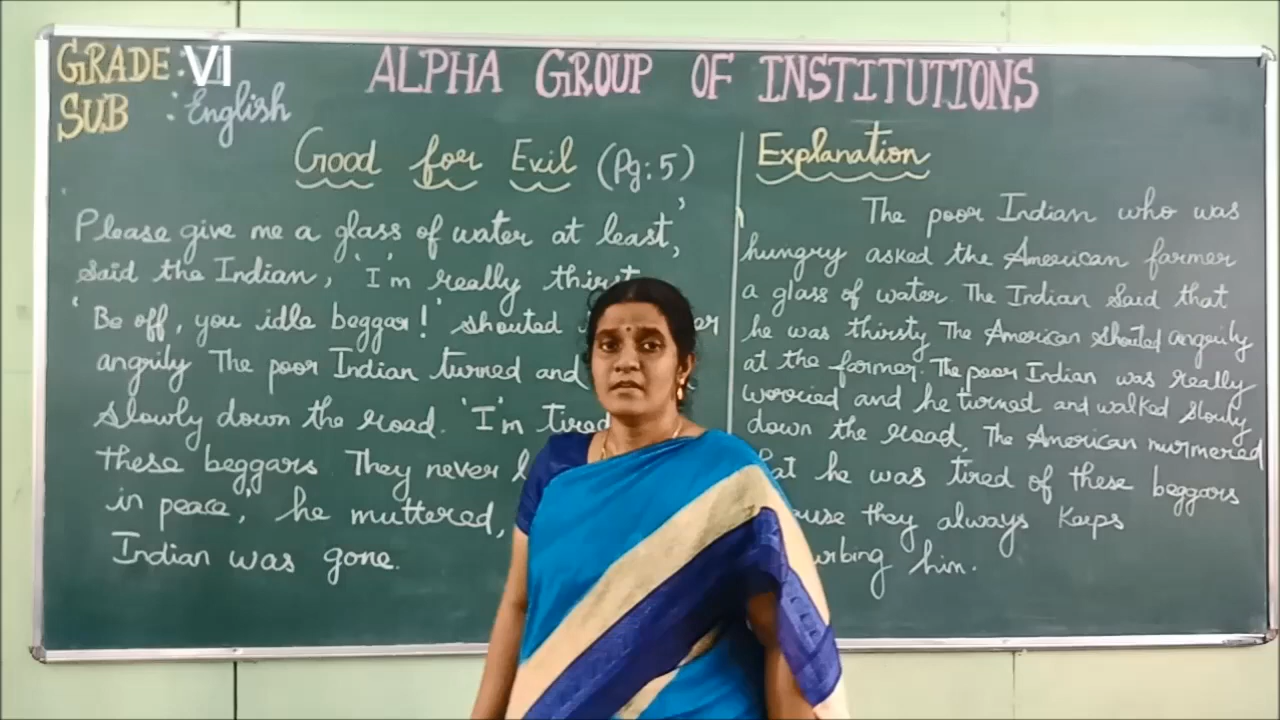 GRADE : VI
SUB : English
ALPHA GROUP OF INSTITUTIONS
Good for Evil (Pg: 5)
Please give me a glass of water at least,'
said the Indian, 'I'm really
'Be off, you idle beggar!' shouted
angrily The poor Indian turned and
slowly down the road. 'I'm tired
these beggars They never
in peace,' he muttered,
Indian was gone.
Explanation
The poor Indian who was
hungry asked the American farmer
a glass of water. The Indian said that
he was thirsty The American shouted angrily
at the farmer. The poor Indian was really
worried and he turned and walked slowly
down the road. The American murmered
he was tired of these beggars
they always keeps
him.